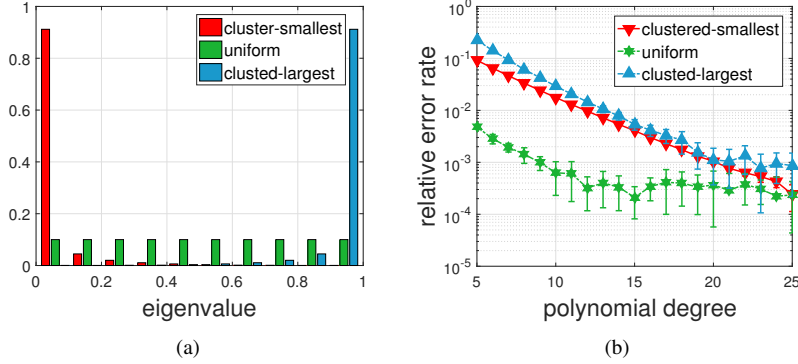 1
0.8
0.6
0.4
0.2
0
0 0.2 0.4 0.6 0.8 1
eigenvalue
cluster-smallest
uniform
clusted-largest
(a)
relative error rate
10^0
10^-1
10^-2
10^-3
10^-4
10^-5
5 10 15 20 25
polynomial degree
clustered-smallest
uniform
clusted-largest
(b)